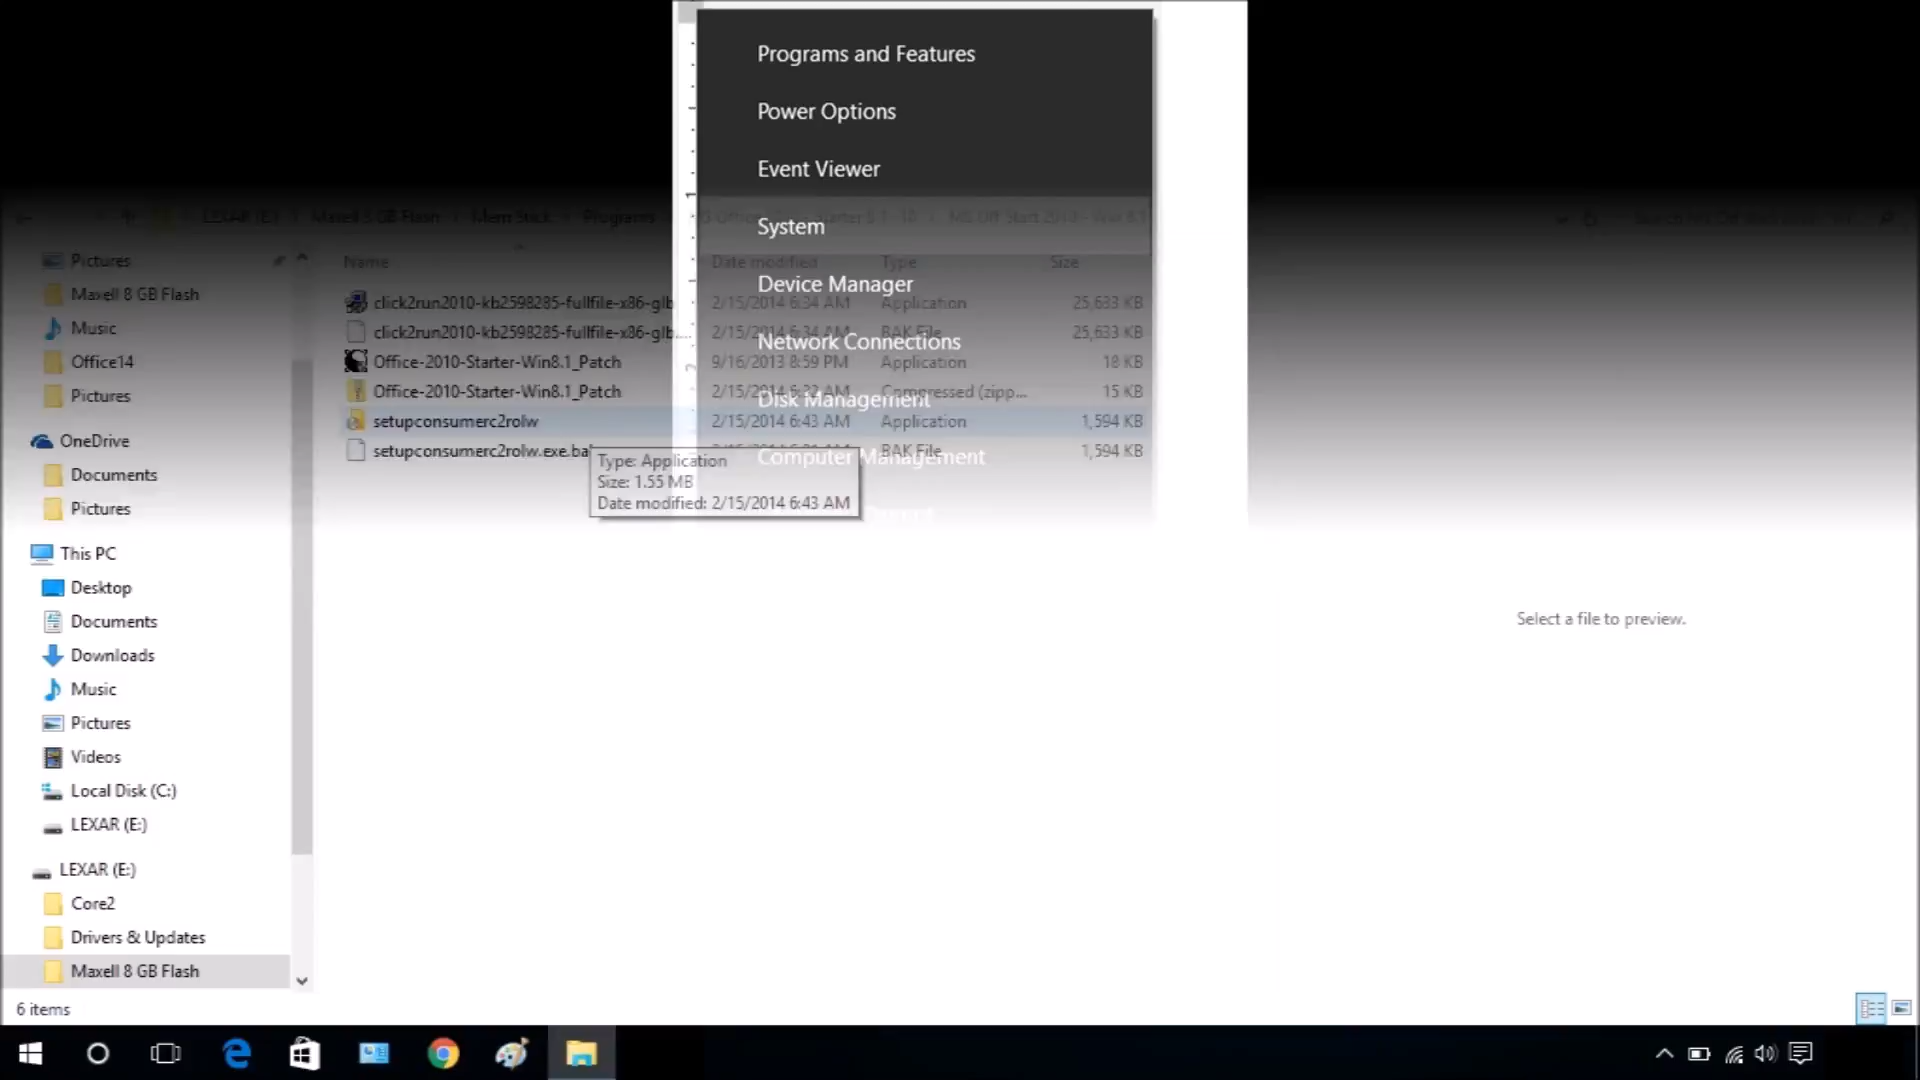 Programs and Features
Power Options
Event Viewer
System
Device Manager
Network Connections
Disk Management
Computer Management
LEXAR (E:) Maxell 8 GB Flash Mem Stick Programs
Pictures
Maxell 8 GB Flash
Music
Office14
Pictures
OneDrive
Documents
Pictures
This PC
Desktop
Documents
Downloads
Music
Pictures
Videos
Local Disk (C:)
LEXAR (E:)
LEXAR (E:)
Core2
Drivers & Updates
Maxell 8 GB Flash
Name Date modified Type Size
click2run2010-kb2598285-fullfile-x86-glb 2/15/2014 6:34 AM Application 25,633 KB
click2run2010-kb2598285-fullfile-x86-glb.... 2/15/2014 6:34 AM BAK File 25,633 KB
Office-2010-Starter-Win8.1_Patch 9/16/2013 8:59 PM Application 18 KB
Office-2010-Starter-Win8.1_Patch 2/15/2014 6:32 AM Compressed (zipp... 15 KB
setupconsumerc2rolw 2/15/2014 6:43 AM Application 1,594 KB
setupconsumerc2rolw.exe.bak BAK File 1,594 KB
Type: Application
Size: 1.55 MB
Date modified: 2/15/2014 6:43 AM
Select a file to preview.
6 items